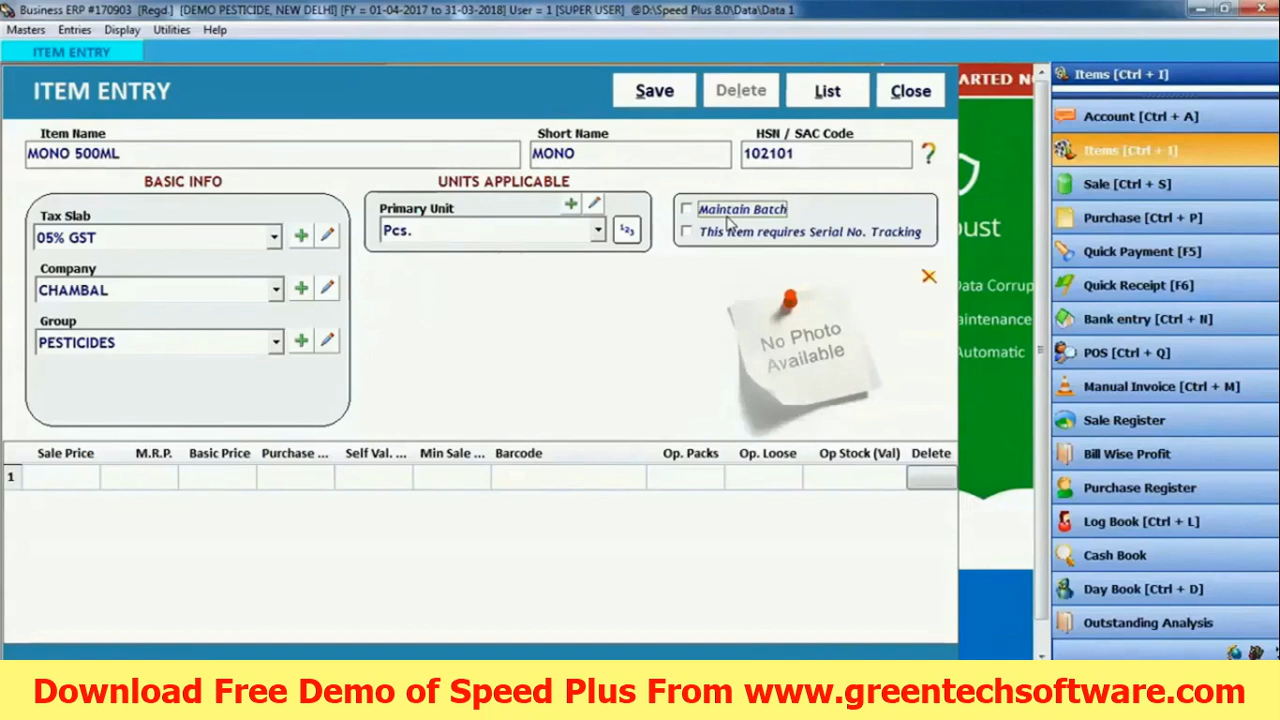 Business ERP #170903 [Regd.] [DEMO PESTICIDE, NEW DELHI] [FY = 01-04-2017 to 31-03-2018] User = 1 [SUPER USER] @D:\Speed Plus 8.0\Data\Data 1
Masters Entries Display Utilities Help
ITEM ENTRY
ITEM ENTRY
Save Delete List Close
Item Name Short Name HSN / SAC Code
MONO 500ML MONO 102101 ?
BASIC INFO UNITS APPLICABLE
Tax Slab
05% GST
Company
CHAMBAL
Group
PESTICIDES
Primary Unit
Pcs. 123
Maintain Batch
This item requires Serial No. Tracking
No Photo
Available
Sale Price M.R.P. Basic Price Purchase ... Self Val. ... Min Sale ... Barcode Op. Packs Op. Loose Op Stock (Val) Delete
1
ARTED N
ust
Data Corrup
aintenance
Automatic
Items [Ctrl + I]
Account [Ctrl + A]
Items [Ctrl + I]
Sale [Ctrl + S]
Purchase [Ctrl + P]
Quick Payment [F5]
Quick Receipt [F6]
Bank entry [Ctrl + N]
POS [Ctrl + Q]
Manual Invoice [Ctrl + M]
Sale Register
Bill Wise Profit
Purchase Register
Log Book [Ctrl + L]
Cash Book
Day Book [Ctrl + D]
Outstanding Analysis
Download Free Demo of Speed Plus From www.greentechsoftware.com